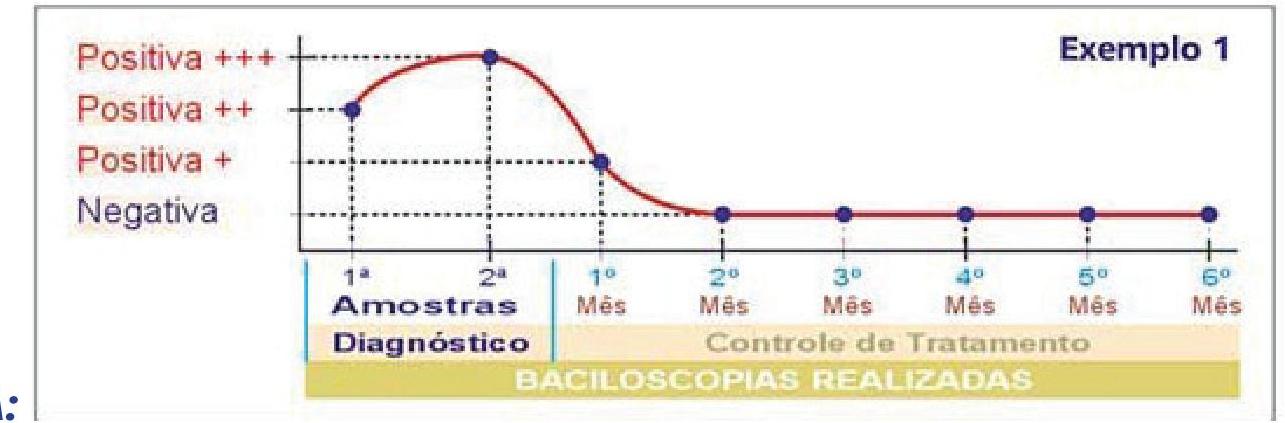 Exemplo 1
Positiva +++
Positiva ++
Positiva +
Negativa
1ª 2ª 1º 2º 3º 4º 5º 6º
Amostras Mês Mês Mês Mês Mês Mês
Diagnóstico Controle de Tratamento
BACILOSCOPIAS REALIZADAS